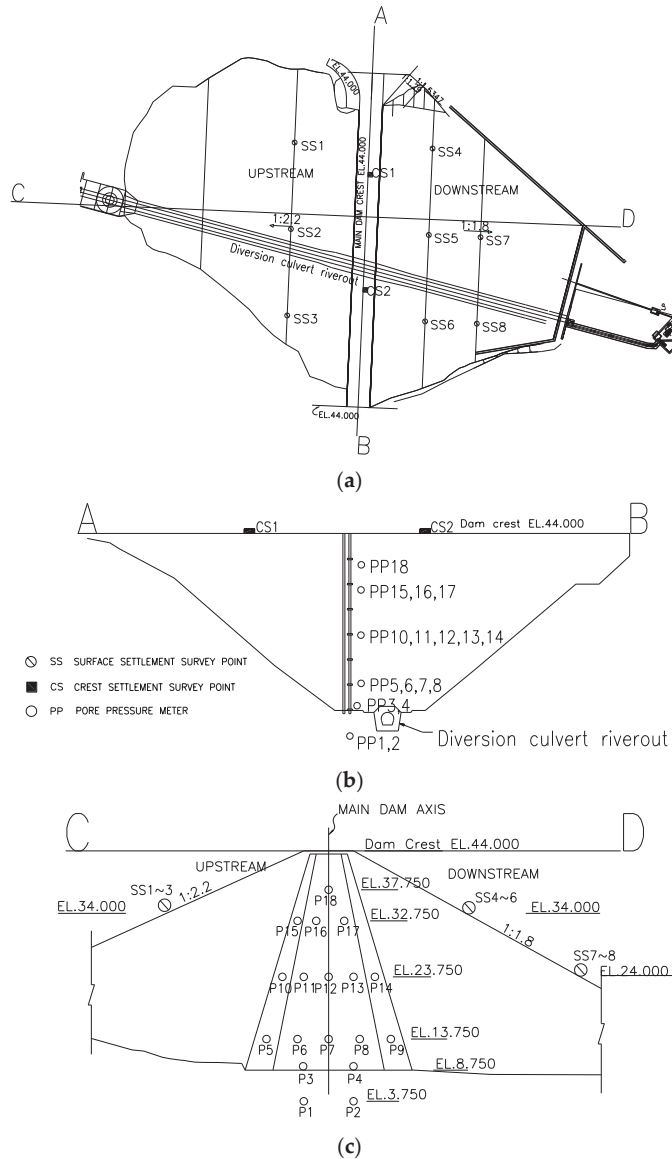 A
EL.44.000
1:1.5347
SS1
SS4
UPSTREAM
MAIN DAM CREST EL.44.000
CS1
DOWNSTREAM
C
D
1:2.2
1:1.8
SS2
SS5
SS7
Diversion culvert riverout
CS2
SS3
SS6
SS8
EL.44.000
B
(a)
A
B
CS1
CS2
Dam crest EL.44.000
PP18
PP15,16,17
PP10,11,12,13,14
SS SURFACE SETTLEMENT SURVEY POINT
CS CREST SETTLEMENT SURVEY POINT
PP PORE PRESSURE METER
PP5,6,7,8
PP3,4
PP1,2
Diversion culvert riverout
(b)
MAIN DAM AXIS
C
D
Dam Crest EL.44.000
UPSTREAM
DOWNSTREAM
SS1~3
1:2.2
EL.34.000
P18
EL.37.750
SS4~6
EL.34.000
P15
P16
P17
EL.32.750
1:1.8
SS7~8
EL.24.000
P10
P11
P12
P13
P14
EL.23.750
P5
P6
P7
P8
P9
EL.13.750
P3
P4
EL.8.750
P1
P2
EL.3.750
(c)